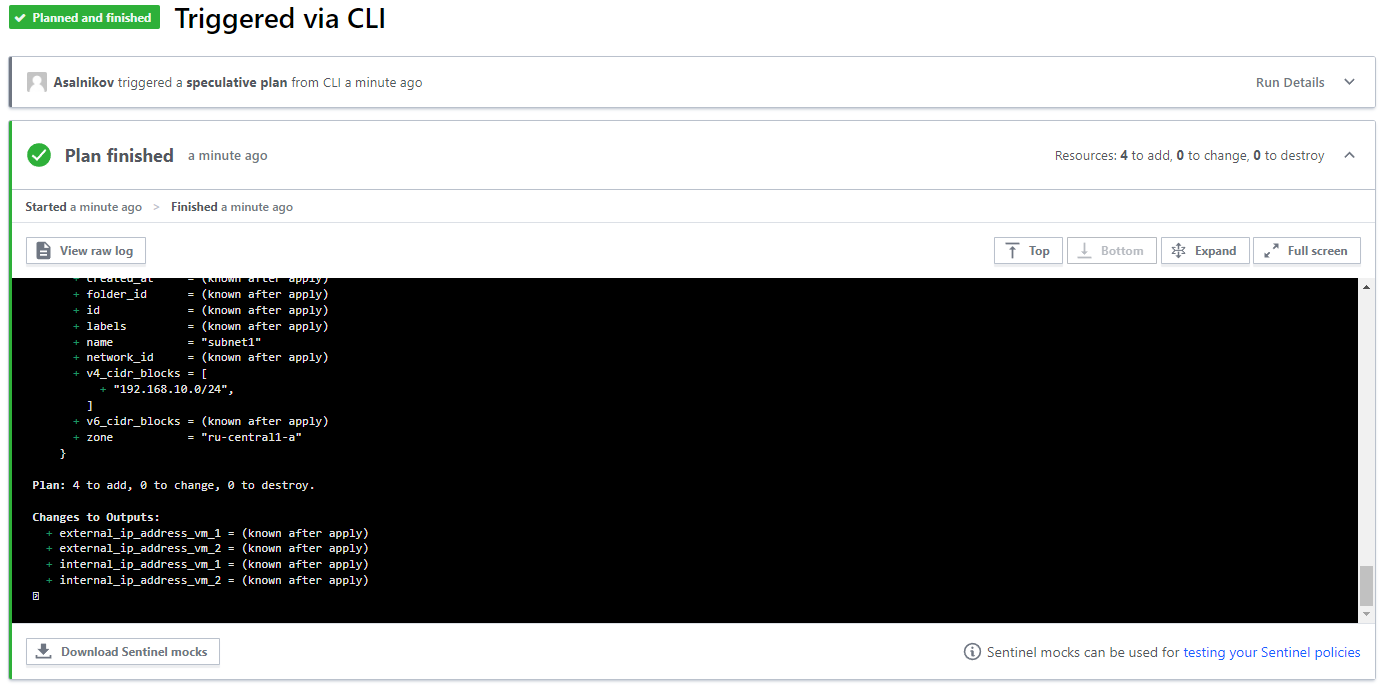 Planned and finished Triggered via CLI
Asalnikov triggered a speculative plan from CLI a minute ago Run Details
Plan finished a minute ago Resources: 4 to add, 0 to change, 0 to destroy
Started a minute ago > Finished a minute ago
View raw log Top Bottom Expand Full screen
+ created_at = (known after apply)
+ folder_id = (known after apply)
+ id = (known after apply)
+ labels = (known after apply)
+ name = "subnet1"
+ network_id = (known after apply)
+ v4_cidr_blocks = [
+ "192.168.10.0/24",
]
+ v6_cidr_blocks = (known after apply)
+ zone = "ru-central1-a"
}
Plan: 4 to add, 0 to change, 0 to destroy.
Changes to Outputs:
+ external_ip_address_vm_1 = (known after apply)
+ external_ip_address_vm_2 = (known after apply)
+ internal_ip_address_vm_1 = (known after apply)
+ internal_ip_address_vm_2 = (known after apply)
Download Sentinel mocks Sentinel mocks can be used for testing your Sentinel policies